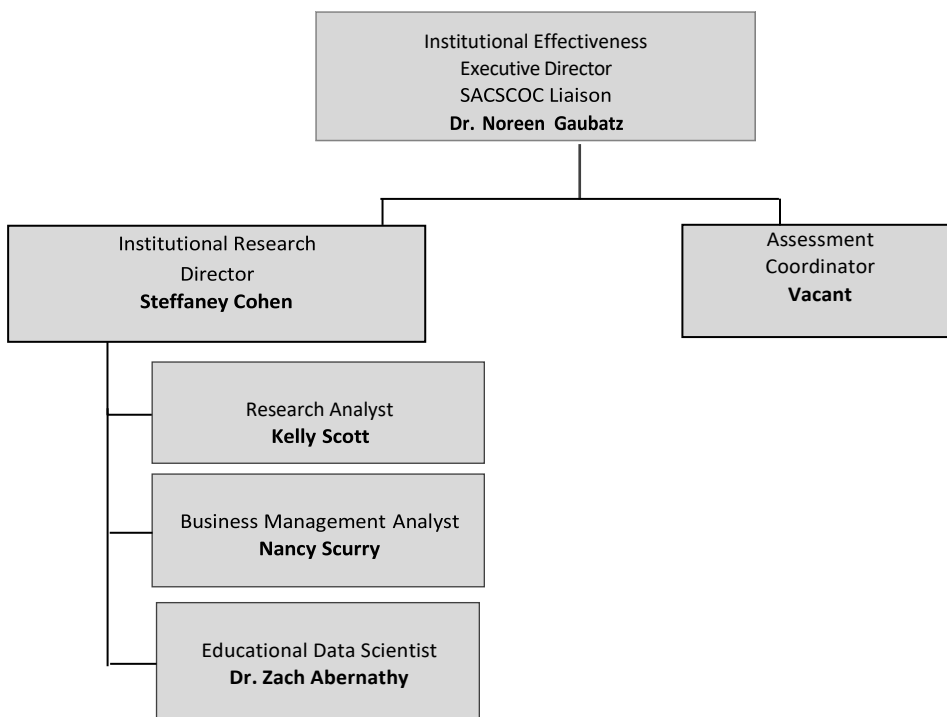 Institutional Effectiveness
Executive Director
SACSCOC Liaison
Dr. Noreen Gaubatz
Institutional Research
Director
Steffaney Cohen
Assessment
Coordinator
Vacant
Research Analyst
Kelly Scott
Business Management Analyst
Nancy Scurry
Educational Data Scientist
Dr. Zach Abernathy